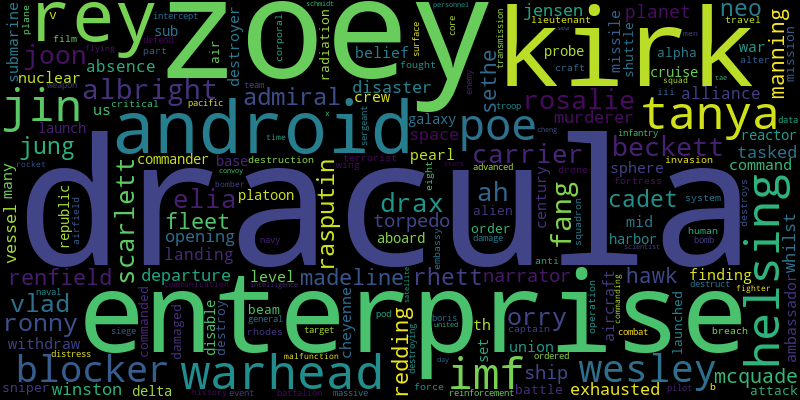 reyzoeykirk
dracula
enterprise
android
tanya
warhead
helsing
imf
wesley
blocker
poe
jin
joon
neo
jensen
planet
manning
albright
admiral
absence
nuclear
submarine
destroyer
radiation
belief
disaster
crew
sethe
rosalie
murderer
alliance
beckett
carrier
jung
scarlett
elia
fleet
rasputin
drax
torpedo
ah
fang
cadet
renfield
opening
landing
departure
level
madeline
rhett
narrator
hawk
finding
vlad
ronny
withdraw
sniper
winston
delta
redding
cheyenne
orry
union
ship
battle
exhausted
mcquade
attack
ambassador
whilst
vessel
many
republic
airfield
commander
base
destruction
platoon
pearl
galaxy
space
aboard
order
alien
century
squadron
mid
harbor
sphere
command
tasked
reactor
probe
shuttle
missile
cruise
war
mission
alpha
lieutenant
travel
transmission
surface
core
corporal
air
sub
intercept
film
plane
part
v
us
launch
critical
pacific
flying
defend
team
weapon
time
sergeant
fought
schmidt
personnel
craft
men
alter
iii
squad
tae
troop
infantry
invasion
fortress
system
data
destroys
human
bomb
drone
advanced
eight
embassy
damage
anti
terrorist
wing
convoy
bomber
navy
rocket
communication
intelligence
commanded
damaged
disable
destroy
beam
general
rhodes
siege
target
malfunction
naval
distress
history
event
battalion
massive
pod
boris
united
satellite
destroying
day
force
reinforcement
set
th
captain
ordered
operation
aircraft
commanding
combat
launched
destruct
fighter
breach
pilot
b
scientist
cheng
enemy
x